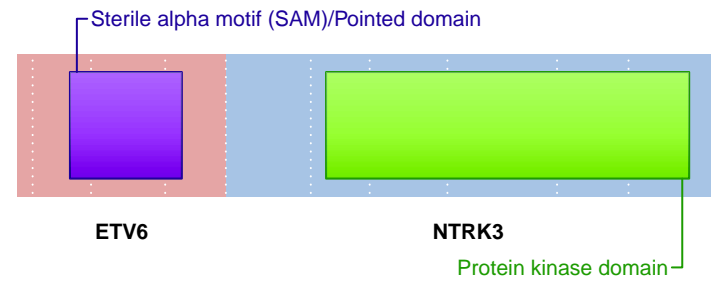 Sterile alpha motif (SAM)/Pointed domain
ETV6
NTRK3
Protein kinase domain